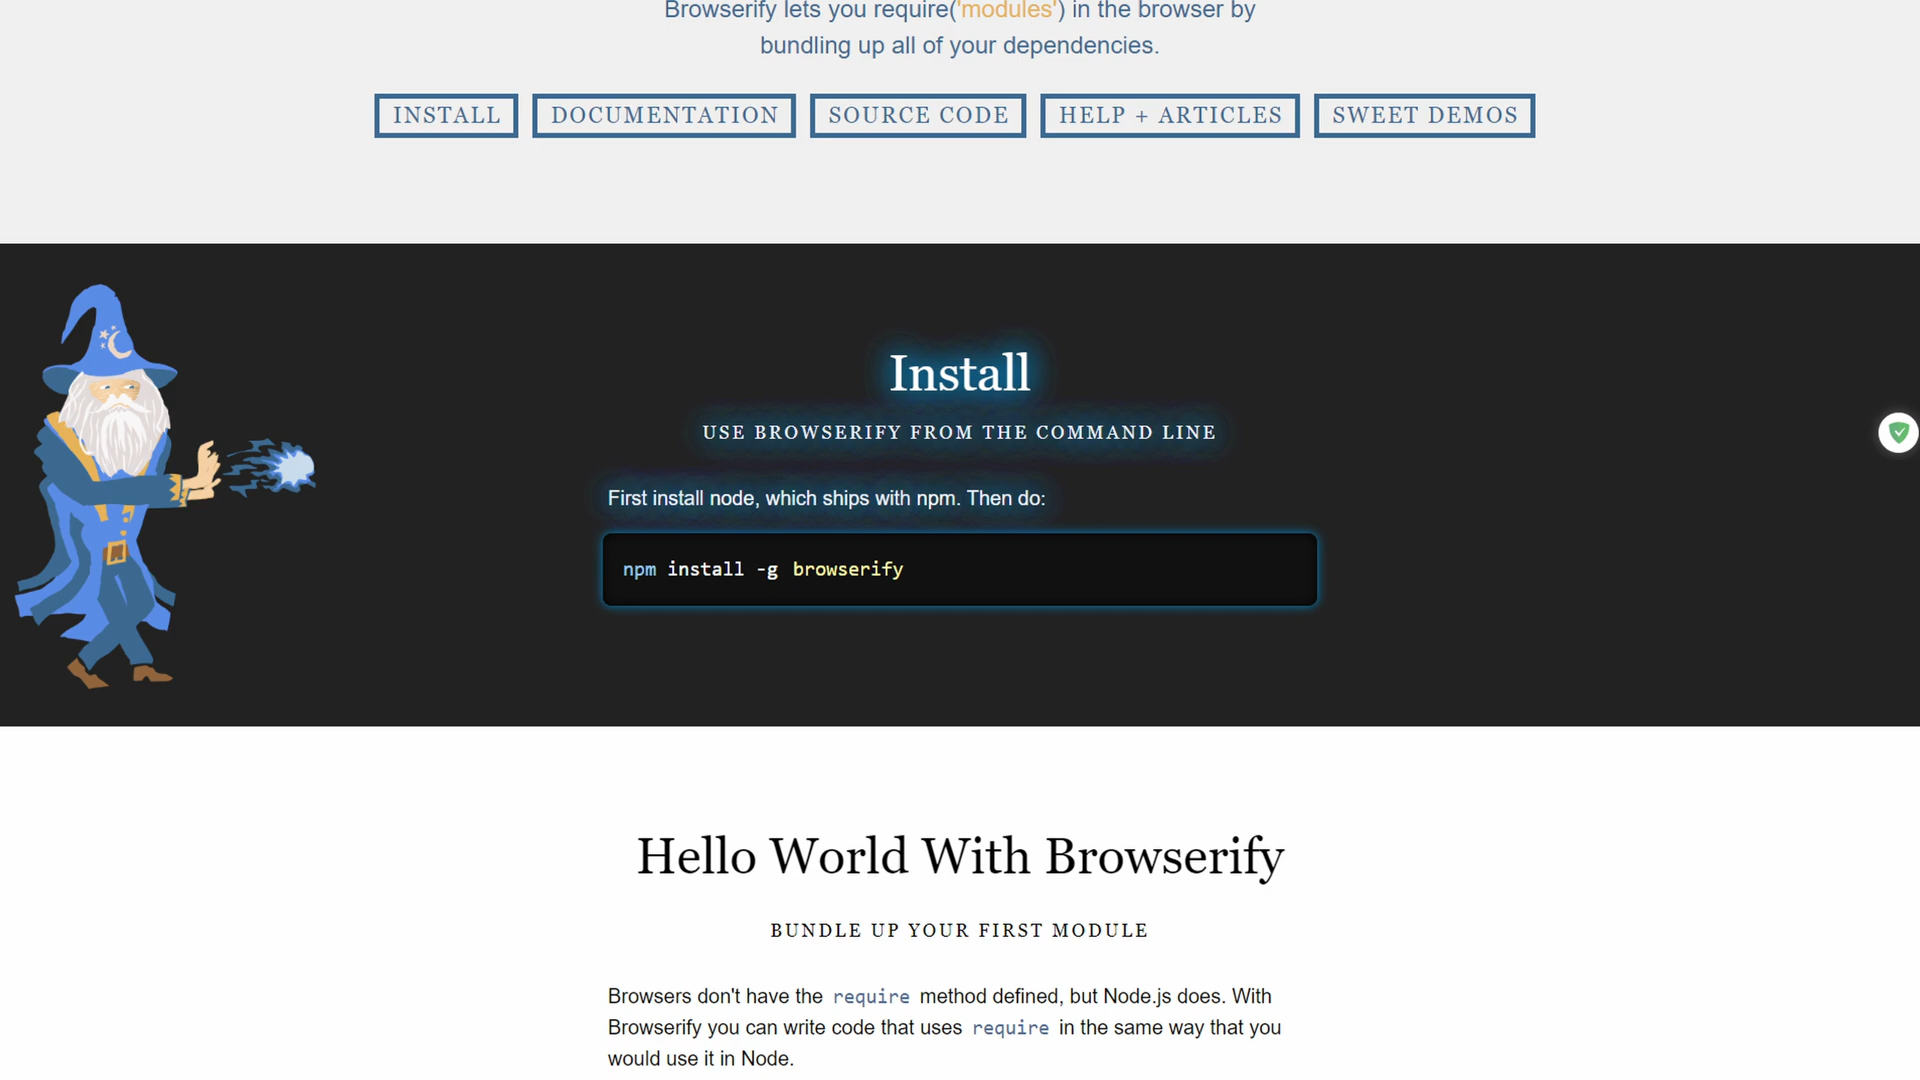 Browserify lets you require('modules') in the browser by
bundling up all of your dependencies.
INSTALL DOCUMENTATION SOURCE CODE HELP + ARTICLES SWEET DEMOS
Install
USE BROWSERIFY FROM THE COMMAND LINE
First install node, which ships with npm. Then do:
npm install -g browserify
Hello World With Browserify
BUNDLE UP YOUR FIRST MODULE
Browsers don't have the require method defined, but Node.js does. With
Browserify you can write code that uses require in the same way that you
would use it in Node.